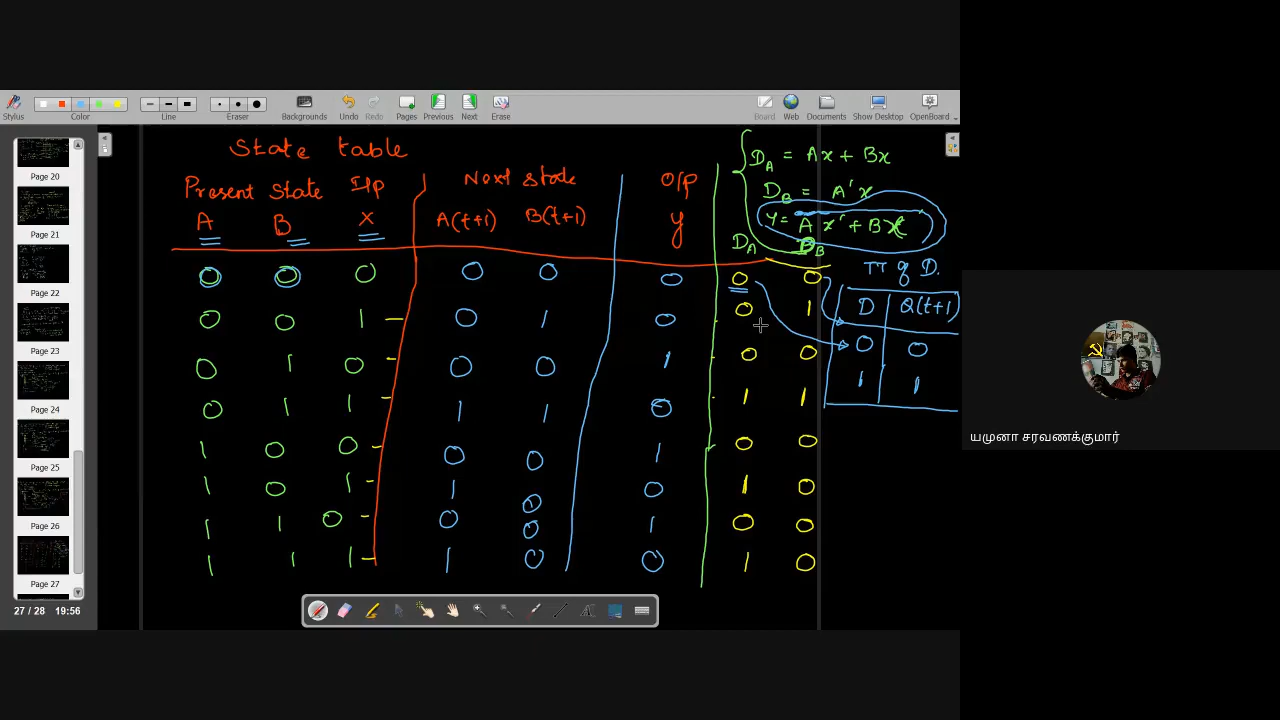 Stylus Color Line Eraser Backgrounds Undo Redo Pages Previous Next Erase Board Web Documents Show Desktop OpenBoard
Page 20
Page 21
Page 22
Page 23
Page 24
Page 25
Page 26
Page 27
27 / 28 19:56
State table
Present State I/p Next state O/p
A B X A(t+1) B(t+1) y
D_A = Ax + Bx
D_B = A'x
Y = A x' + Bx'
D_A D_B
0 0 0 0 0 0 0 0
0 0 1 0 1 0 0 1
0 1 0 0 0 1 0 0
0 1 1 1 1 0 1 1
1 0 0 0 0 1 0 0
1 0 1 1 0 0 1 0
1 1 0 0 0 1 0 0
1 1 1 1 0 0 1 0
TT of D.
D Q(t+1)
0 0
1 1
யமுனா சரவணக்குமார்